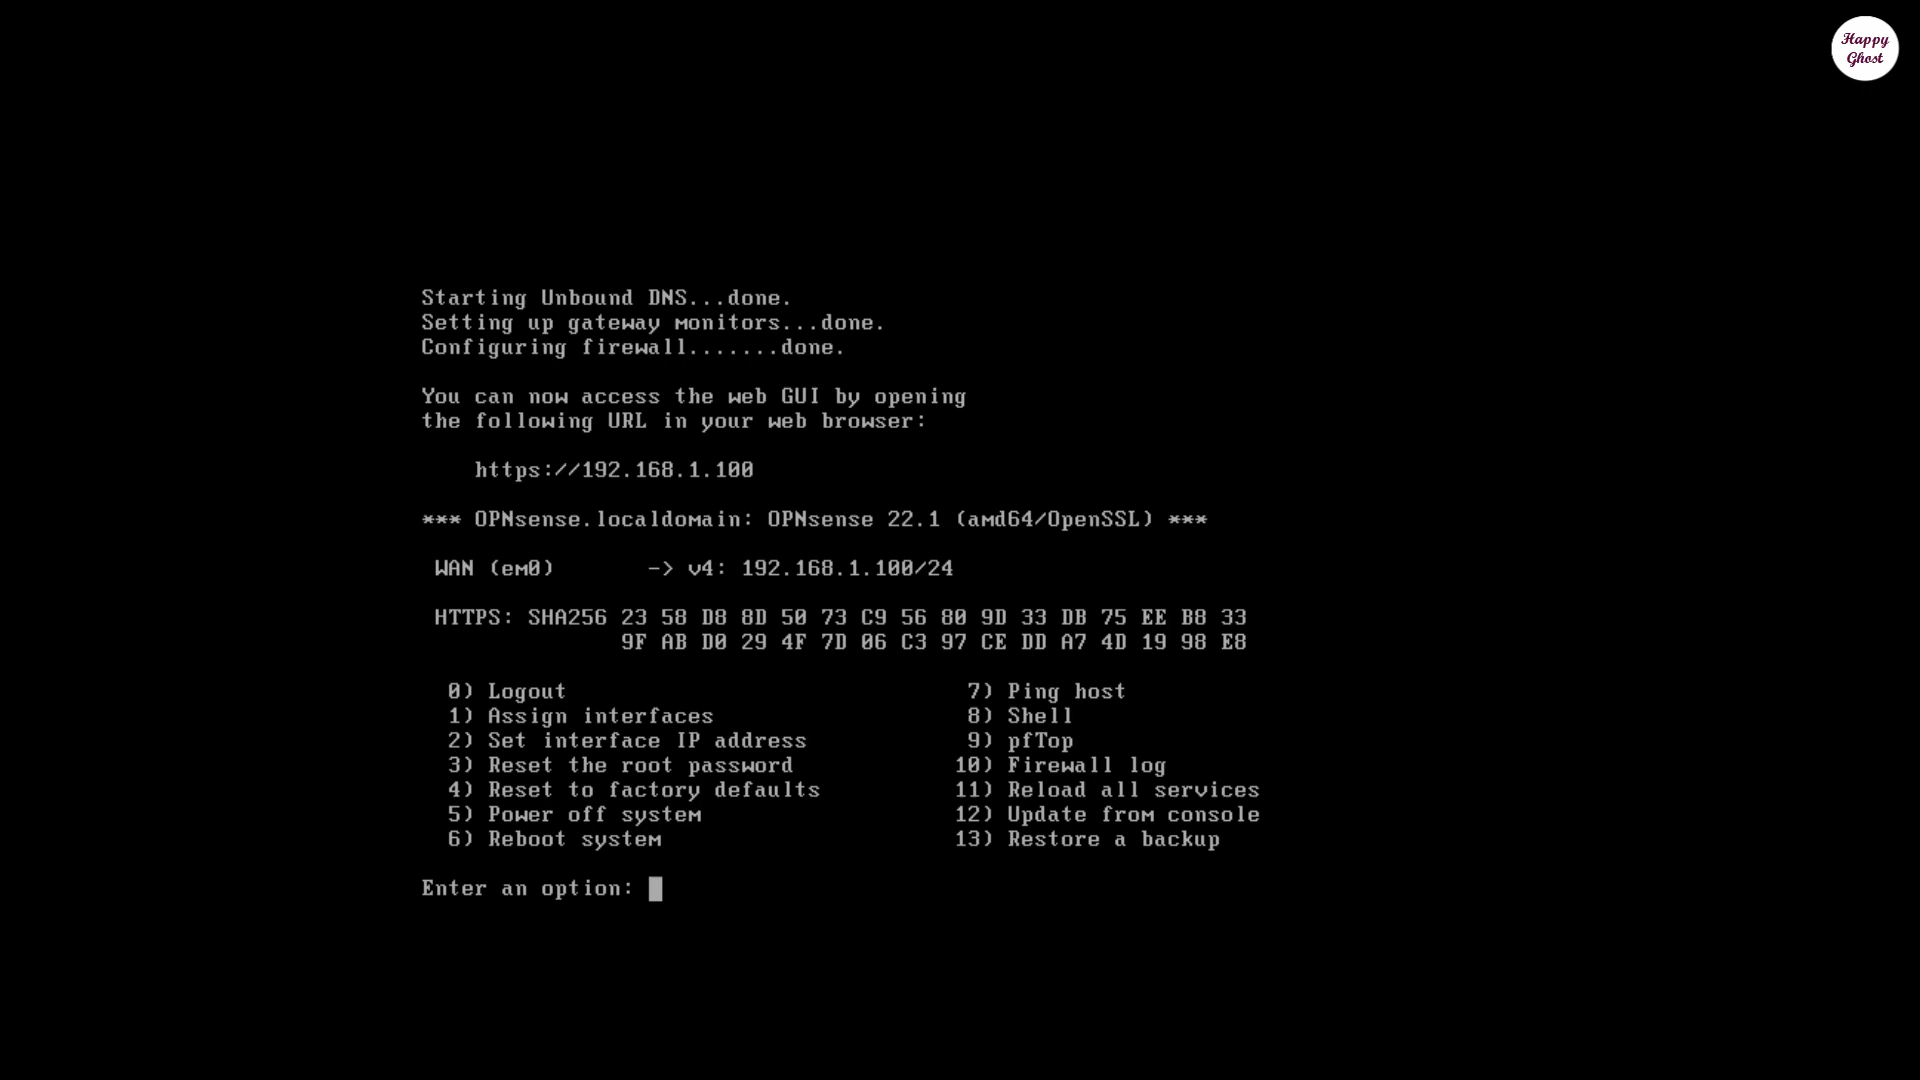 Happy
Ghost
Starting Unbound DNS...done.
Setting up gateway monitors...done.
Configuring firewall.......done.
You can now access the web GUI by opening
the following URL in your web browser:
https://192.168.1.100
*** OPNsense.localdomain: OPNsense 22.1 (amd64/OpenSSL) ***
WAN (em0)       -> v4: 192.168.1.100/24
HTTPS: SHA256 23 58 D8 8D 50 73 C9 56 80 9D 33 DB 75 EE B8 33
9F AB D0 29 4F 7D 06 C3 97 CE DD A7 4D 19 98 E8
0) Logout                              7) Ping host
1) Assign interfaces                   8) Shell
2) Set interface IP address            9) pfTop
3) Reset the root password            10) Firewall log
4) Reset to factory defaults          11) Reload all services
5) Power off system                   12) Update from console
6) Reboot system                      13) Restore a backup
Enter an option: